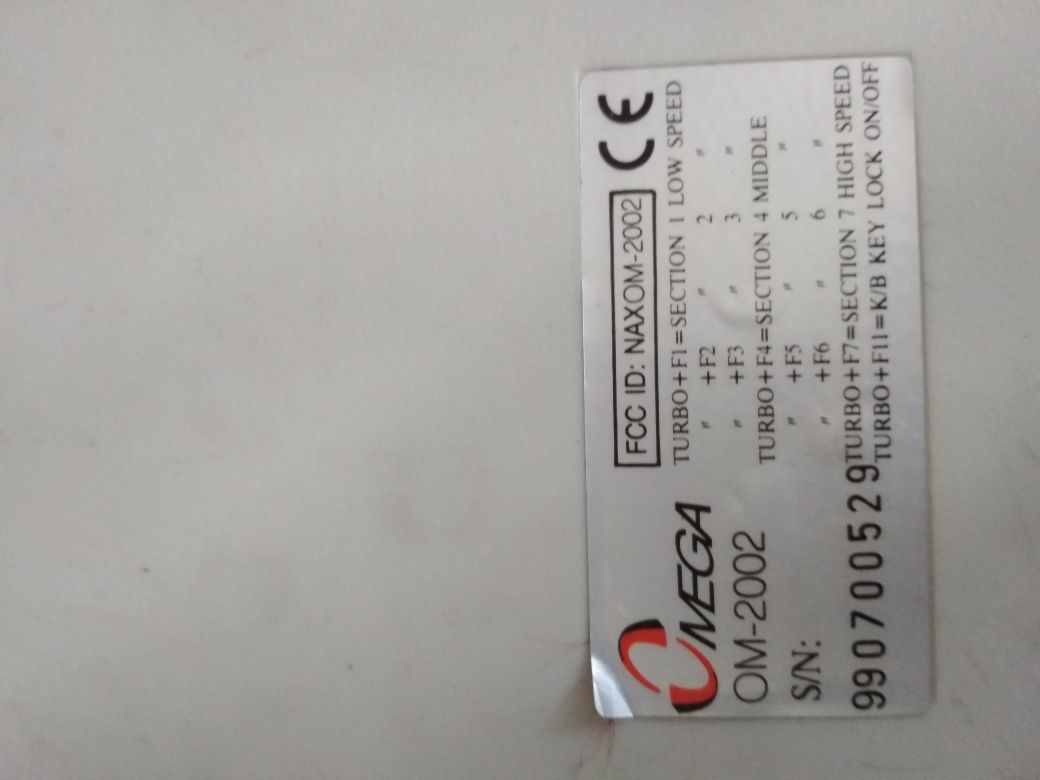 OMEGA
OM-2002
S/N:
990700529
FCC ID: NAXOM-2002
CE
TURBO+F1=SECTION 1 LOW SPEED
〃 +F2 〃 2 〃
〃 +F3 〃 3 〃
TURBO+F4=SECTION 4 MIDDLE
〃 +F5 〃 5 〃
〃 +F6 〃 6 〃
TURBO+F7=SECTION 7 HIGH SPEED
TURBO+F11=K/B KEY LOCK ON/OFF